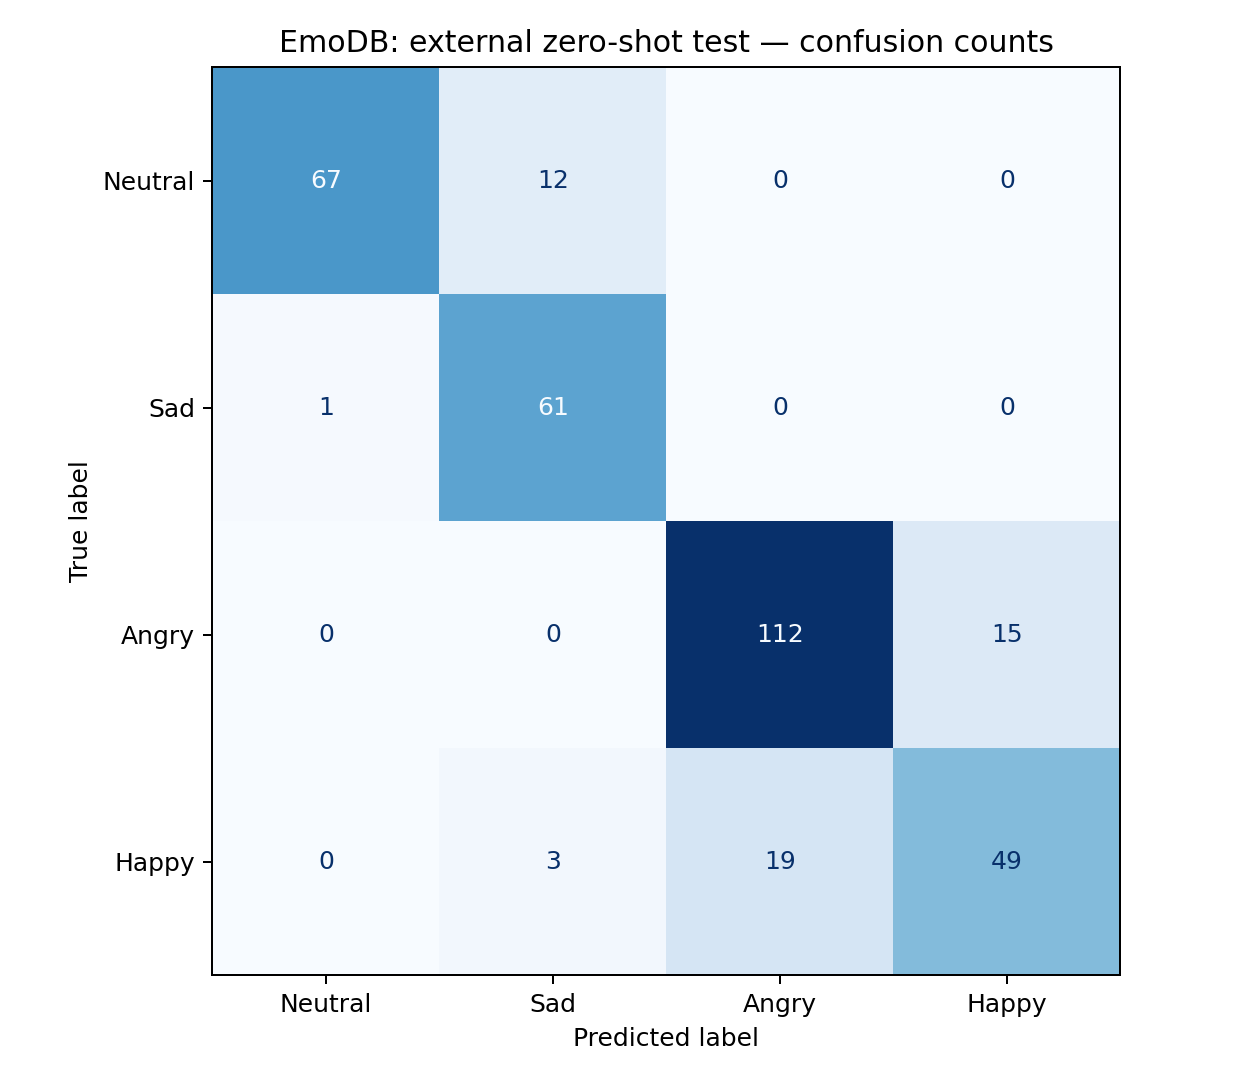 EmoDB: external zero-shot test — confusion counts
Neutral 67 12 0 0
Sad 1 61 0 0
Angry 0 0 112 15
Happy 0 3 19 49
True label
Neutral Sad Angry Happy
Predicted label